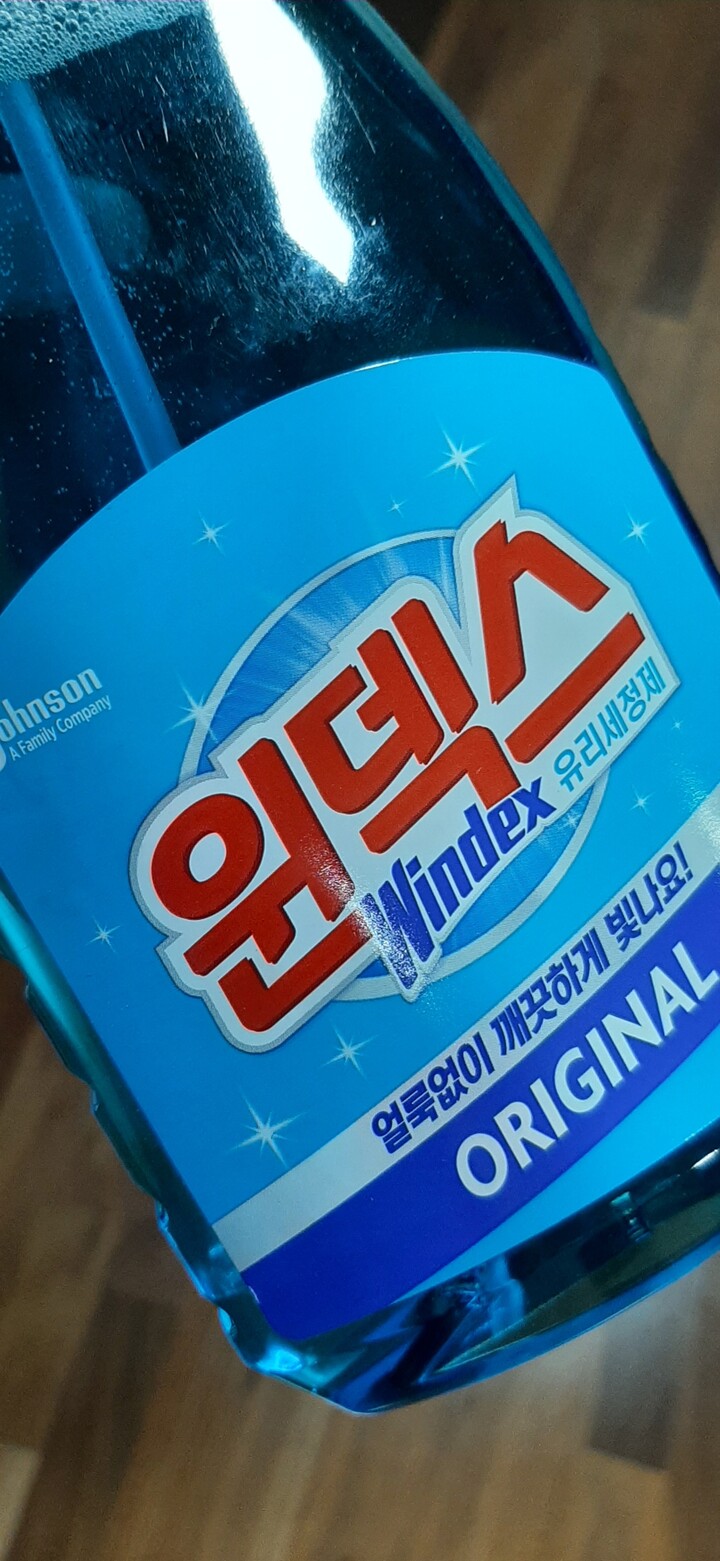 Johnson
A Family Company
윈덱스
Windex 유리세정제
얼룩없이 깨끗하게 빛나요!
ORIGINAL